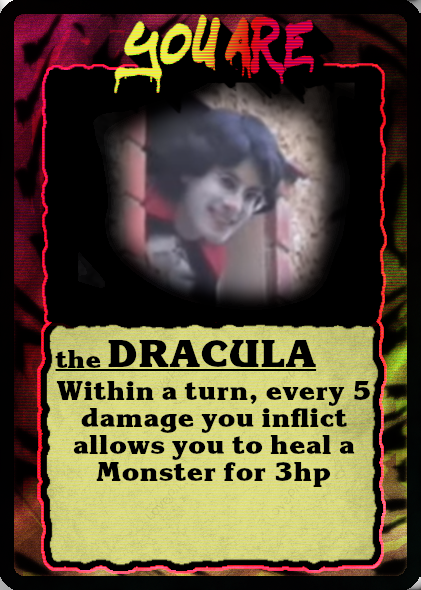 YOU ARE
the DRACULA
Within a turn, every 5
damage you inflict
allows you to heal a
Monster for 3hp